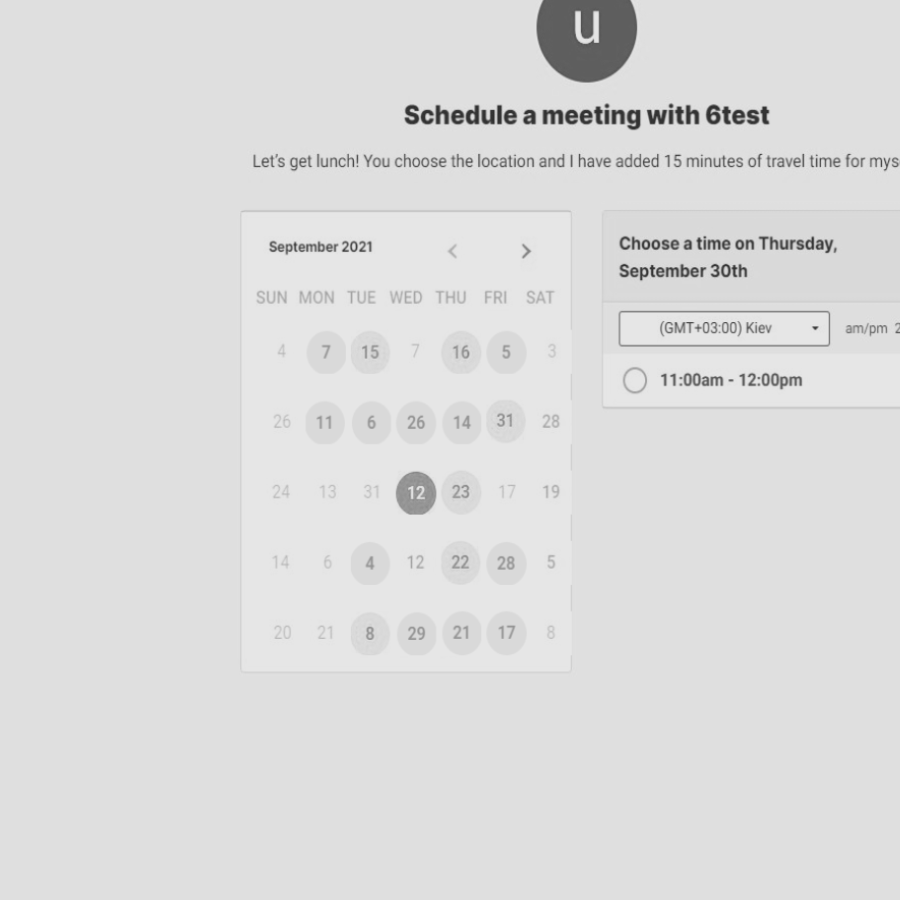 u
Schedule a meeting with 6test
Let's get lunch! You choose the location and I have added 15 minutes of travel time for mys
September 2021
SUN MON TUE WED THU FRI SAT
4 7 15 7 16 5 3
26 11 6 26 14 31 28
24 13 31 12 23 17 19
14 6 4 12 22 28 5
20 21 8 29 21 17 8
Choose a time on Thursday,
September 30th
(GMT+03:00) Kiev am/pm 2
11:00am - 12:00pm